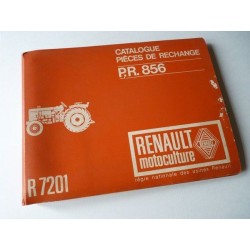 CATALOGUE
PIÈCES DE RECHANGE
P.R. 856
RENAULT
motoculture
régie nationale des usines Renault
R 7201